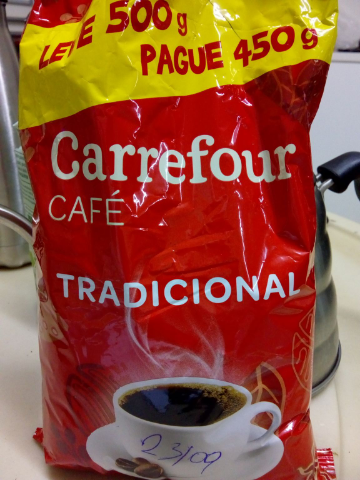 LEVE 500g
PAGUE 450g
Carrefour
CAFÉ
TRADICIONAL
23/09